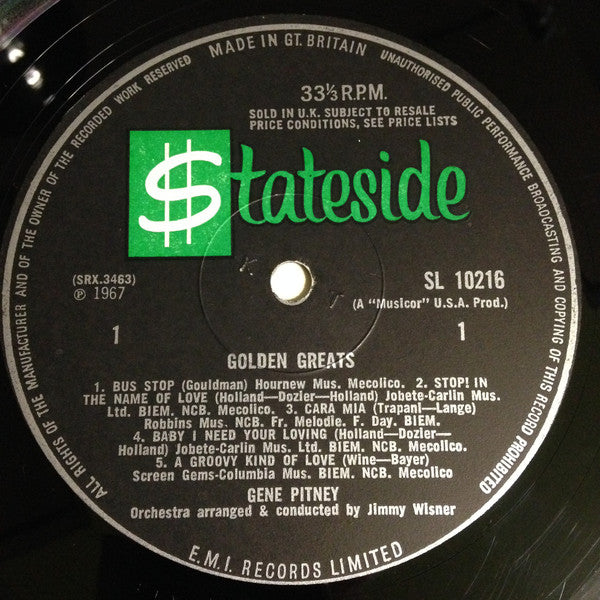 MADE IN GT. BRITAIN
UNAUTHORISED PUBLIC PERFORMANCE BROADCASTING AND COPYING OF THIS RECORD PROHIBITED
ALL RIGHTS OF THE MANUFACTURER AND OF THE OWNER OF THE RECORDED WORK RESERVED
33⅓ R.P.M.
SOLD IN U.K. SUBJECT TO RESALE
PRICE CONDITIONS, SEE PRICE LISTS
$tateside
K T
(SRX.3463)
℗ 1967
SL 10216
(A "Musicor" U.S.A. Prod.)
1 1
GOLDEN GREATS
1. BUS STOP (Gouldman) Hournew Mus. Mecolico. 2. STOP! IN
THE NAME OF LOVE (Holland—Dozier—Holland) Jobete-Carlin Mus.
Ltd. BIEM. NCB. Mecolico. 3. CARA MIA (Trapani—Lange)
Robbins Mus. NCB. Fr. Melodie. F. Day. BIEM.
4. BABY I NEED YOUR LOVING (Holland—Dozier—
Holland) Jobete-Carlin Mus. Ltd. BIEM. NCB. Mecolico.
5. A GROOVY KIND OF LOVE (Wine—Bayer)
Screen Gems-Columbia Mus. BIEM. NCB. Mecolico
GENE PITNEY
Orchestra arranged & conducted by Jimmy Wisner
E.M.I. RECORDS LIMITED